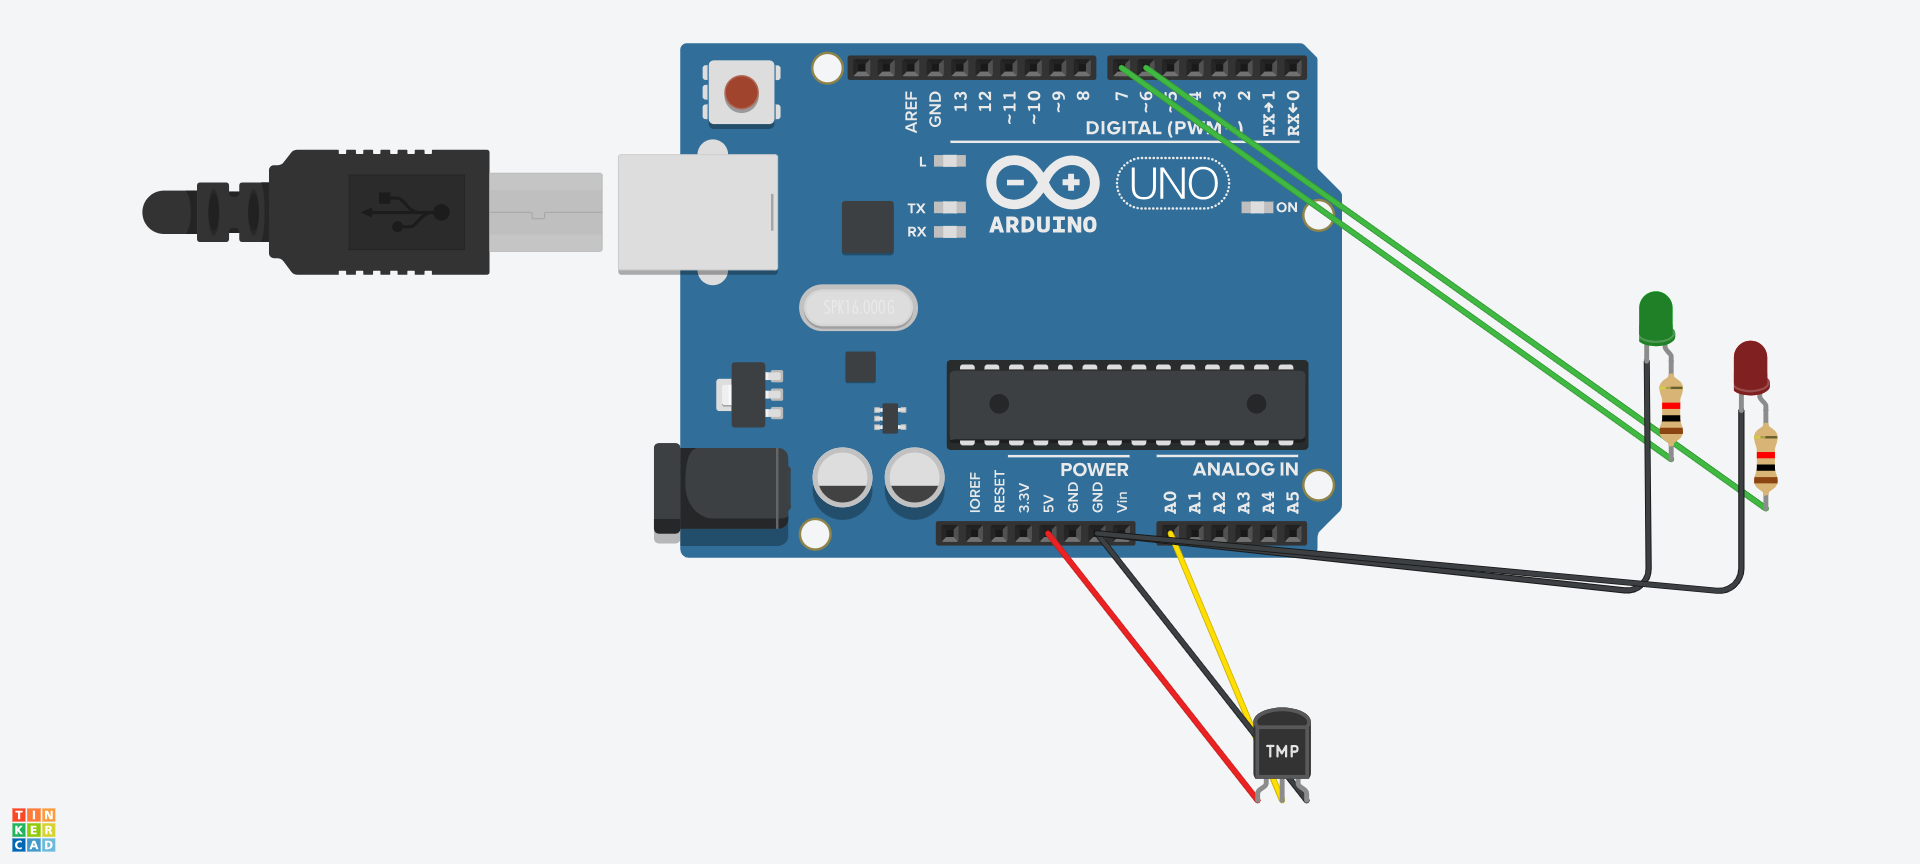 AREF
GND
13
12
~11
~10
~9
8
7
~6
~5
4
~3
2
TX→1
RX←0
DIGITAL (PWM~)
L
TX
RX
ARDUINO
UNO
ON
SPK16.000G
POWER
ANALOG IN
IOREF
RESET
3.3V
5V
GND
GND
Vin
A0
A1
A2
A3
A4
A5
TMP
TIN
KER
CAD